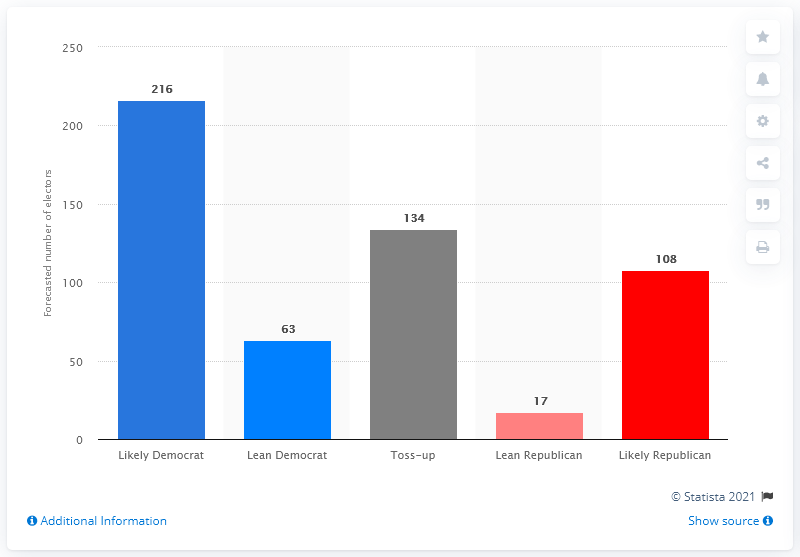 250
200
150
100
50
0
Forecasted number of electors
216
63
134
17
108
Likely Democrat
Lean Democrat
Toss-up
Lean Republican
Likely Republican
© Statista 2021
Additional Information
Show source